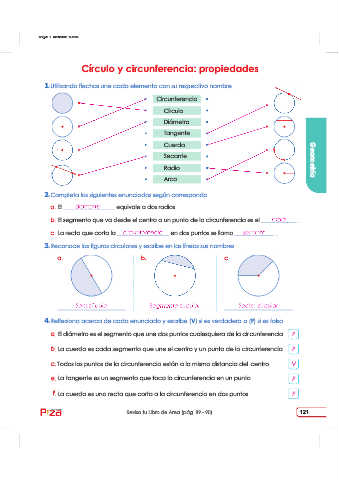 Círculo y circunferencia: propiedades
1. Utilizando flechas une cada elemento con su respectivo nombre
Circunferencia
Círculo
Diámetro
Tangente
Cuerda
Secante
Radio
Arco
Geometría
2. Completa los siguientes enunciados según corresponda
a. El diámetro equivale a dos radios
b. El segmento que va desde el centro a un punto de la circunferencia es el radio
c. La recta que corta la circunferencia en dos puntos se llama secante
3. Reconoce las figuras circulares y escribe en las líneas sus nombre
a. b. c.
Semicírculo Segmento circular Sector circular
4. Reflexiona acerca de cada enunciado y escribe (V) si es verdadero o (F) si es falso
a. El diámetro es el segmento que une dos puntos cualesquiera de la circunferencia F
b. La cuerda es cada segmento que une el centro y un punto de la circunferencia F
c. Todos los puntos de la circunferencia están a la misma distancia del centro V
e. La tangente es un segmento que toca la circunferencia en un punto F
f. La cuerda es una recta que corta a la circunferencia en dos puntos F
Revisa tu Libro de Área (pág. 89-90)
121